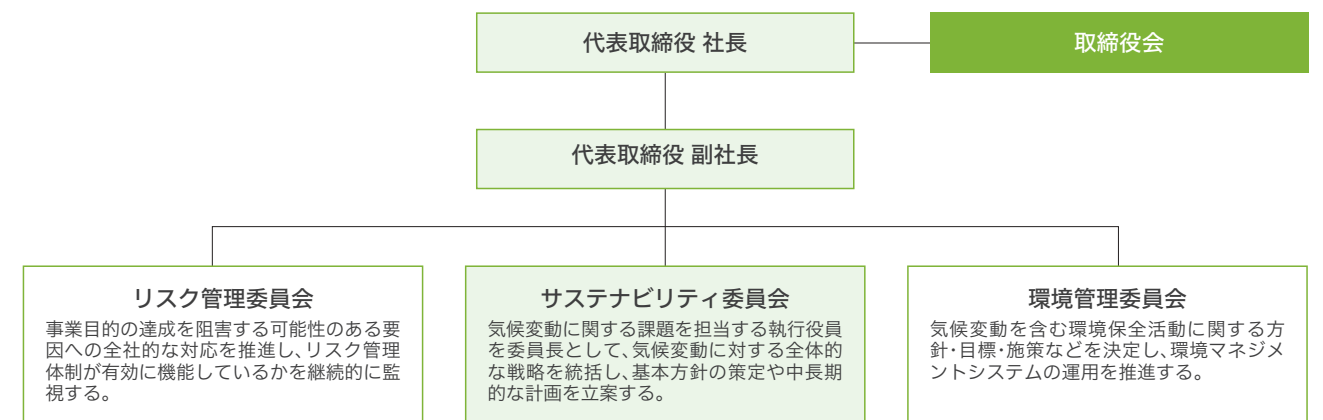 代表取締役 社長
取締役会
代表取締役 副社長
リスク管理委員会
事業目的の達成を阻害する可能性のある要
因への全社的な対応を推進し、リスク管理
体制が有効に機能しているかを継続的に監
視する。
サステナビリティ委員会
気候変動に関する課題を担当する執行役員
を委員長として、気候変動に対する全体的
な戦略を統括し、基本方針の策定や中長期
的な計画を立案する。
環境管理委員会
気候変動を含む環境保全活動に関する方
針・目標・施策などを決定し、環境マネジメ
ントシステムの運用を推進する。